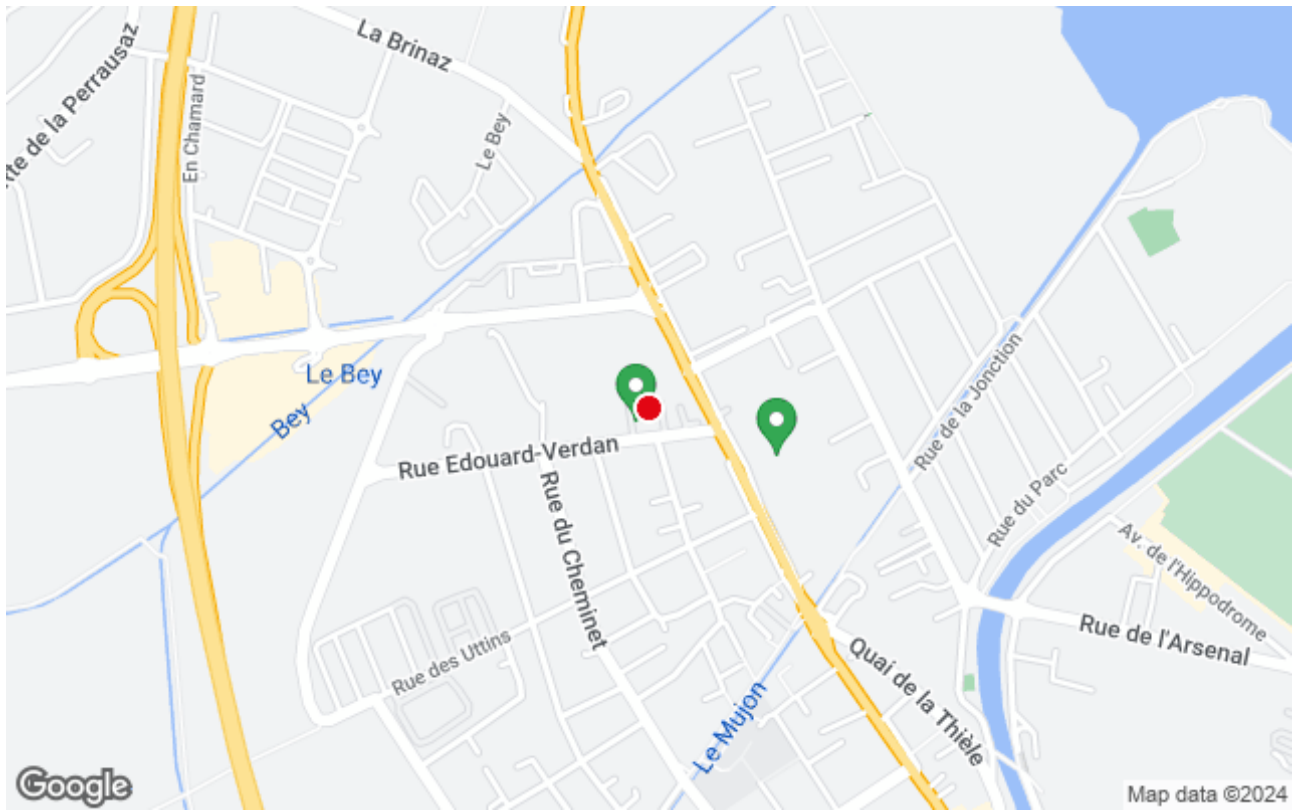 La Brinaz
nte de la Perrausaz
En Chamard
Le Bey
Le Bey
Bey
Rue Edouard-Verdan
Rue du Cheminet
Rue des Uttins
Rue de la Jonction
Rue du Parc
Av. de l'Hippodrome
Rue de l'Arsenal
Quai de la Thièle
Le Mujon
Google
Map data ©2024